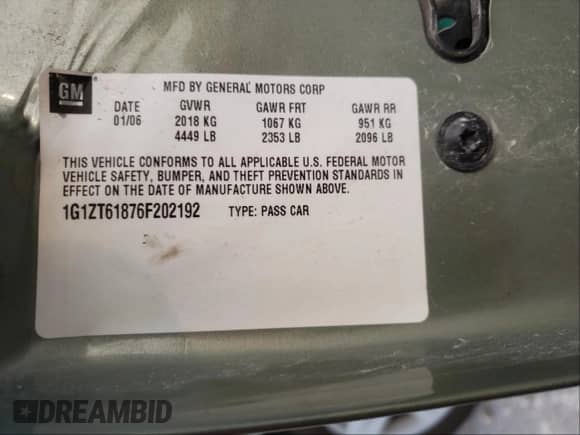 GM
MFD BY GENERAL MOTORS CORP
DATE GVWR GAWR FRT GAWR RR
01/06 2018 KG 1067 KG 951 KG
4449 LB 2353 LB 2096 LB
THIS VEHICLE CONFORMS TO ALL APPLICABLE U.S. FEDERAL MOTOR
VEHICLE SAFETY, BUMPER, AND THEFT PREVENTION STANDARDS IN
EFFECT ON THE DATE OF MANUFACTURE SHOWN ABOVE.
1G1ZT61876F202192 TYPE: PASS CAR
DREAMBID